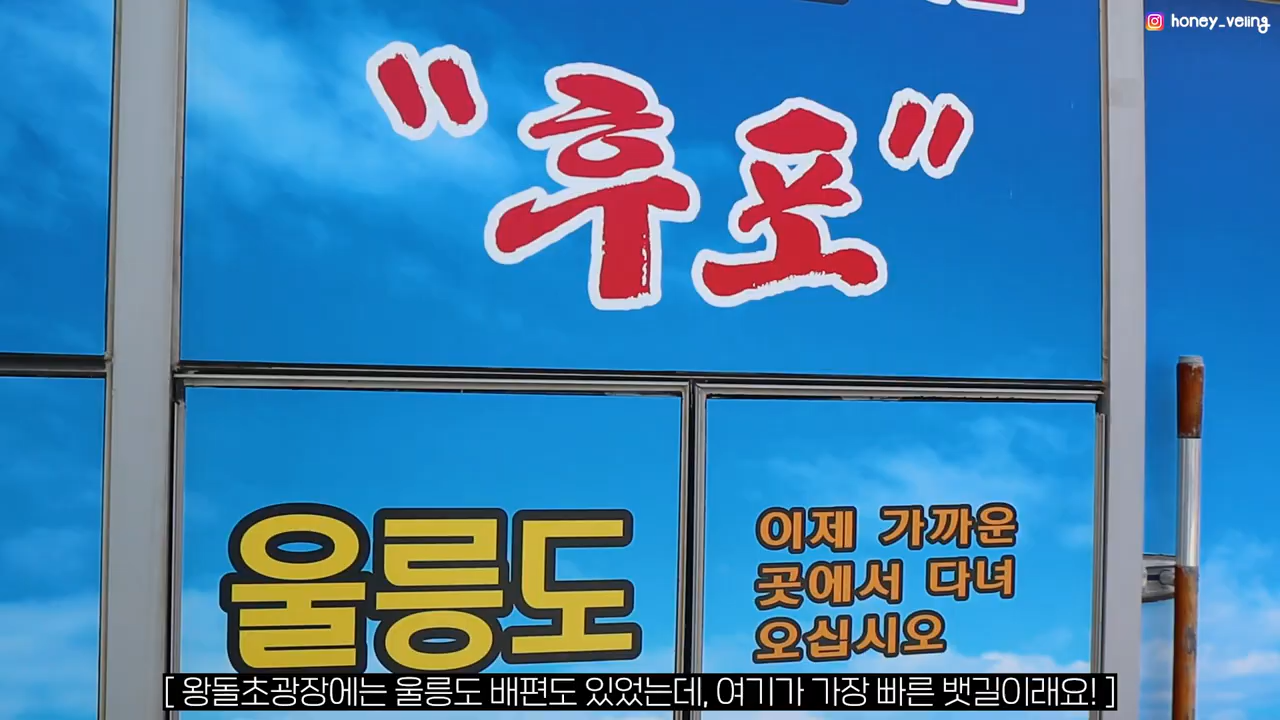 honey_veling
"후포"
울릉도
이제 가까운
곳에서 다녀
오십시오
[ 왕돌초광장에는 울릉도 배편도 있었는데, 여기가 가장 빠른 뱃길이래요! ]